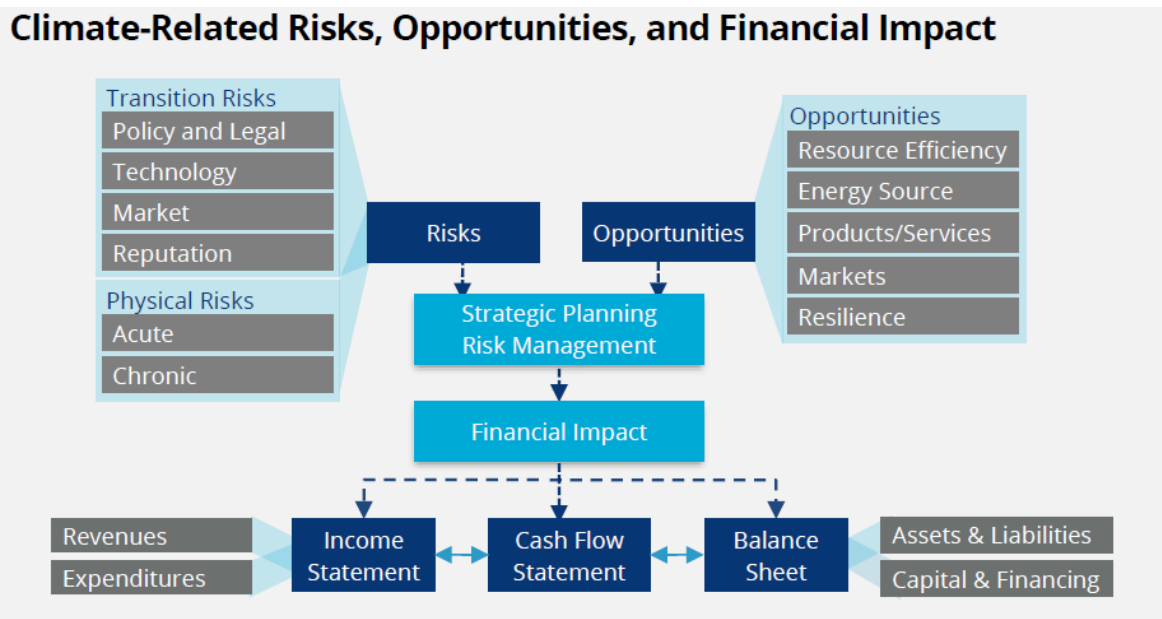 Climate-Related Risks, Opportunities, and Financial Impact
Transition Risks
Policy and Legal
Technology
Market
Reputation
Physical Risks
Acute
Chronic
Risks
Opportunities
Opportunities
Resource Efficiency
Energy Source
Products/Services
Markets
Resilience
Strategic Planning
Risk Management
Financial Impact
Revenues
Expenditures
Income
Statement
Cash Flow
Statement
Balance
Sheet
Assets & Liabilities
Capital & Financing